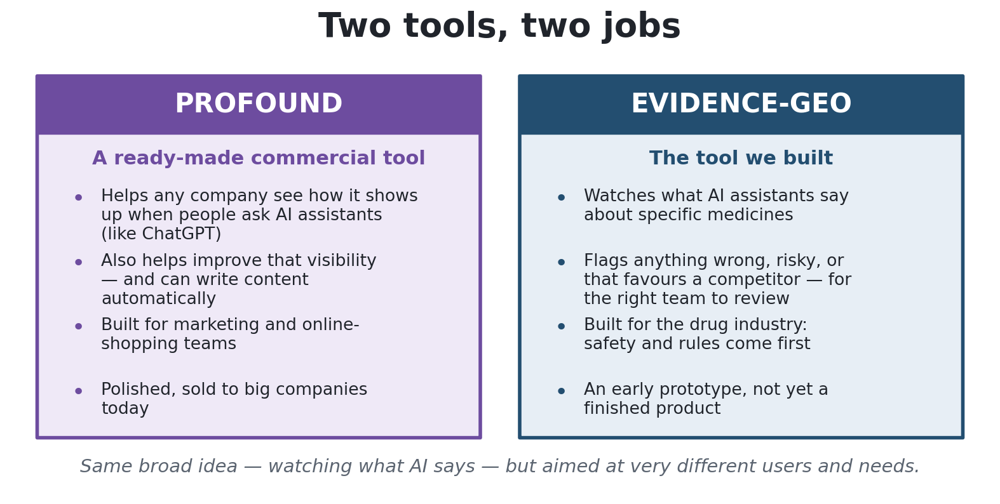 Two tools, two jobs
PROFOUND
A ready-made commercial tool
• Helps any company see how it shows
up when people ask AI assistants
(like ChatGPT)
• Also helps improve that visibility
— and can write content
automatically
• Built for marketing and online-
shopping teams
• Polished, sold to big companies
today
EVIDENCE-GEO
The tool we built
• Watches what AI assistants say
about specific medicines
• Flags anything wrong, risky, or
that favours a competitor — for
the right team to review
• Built for the drug industry:
safety and rules come first
• An early prototype, not yet a
finished product
Same broad idea — watching what AI says — but aimed at very different users and needs.